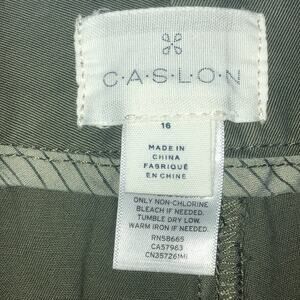 C·A·S·L·O·N
16
MADE IN
CHINA
FABRIQUÉ
EN CHINE
ONLY NON-CHLORINE
BLEACH IF NEEDED.
TUMBLE DRY LOW.
WARM IRON IF NEEDED.
RN58665
CA57963
CN357261MI